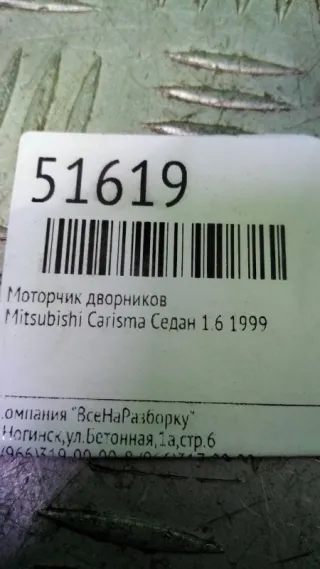 51619
Моторчик дворников
Mitsubishi Carisma Седан 1.6 1999
омпания "ВсеНаРазборку"
Ногинск,ул.Бетонная,1а,стр.6